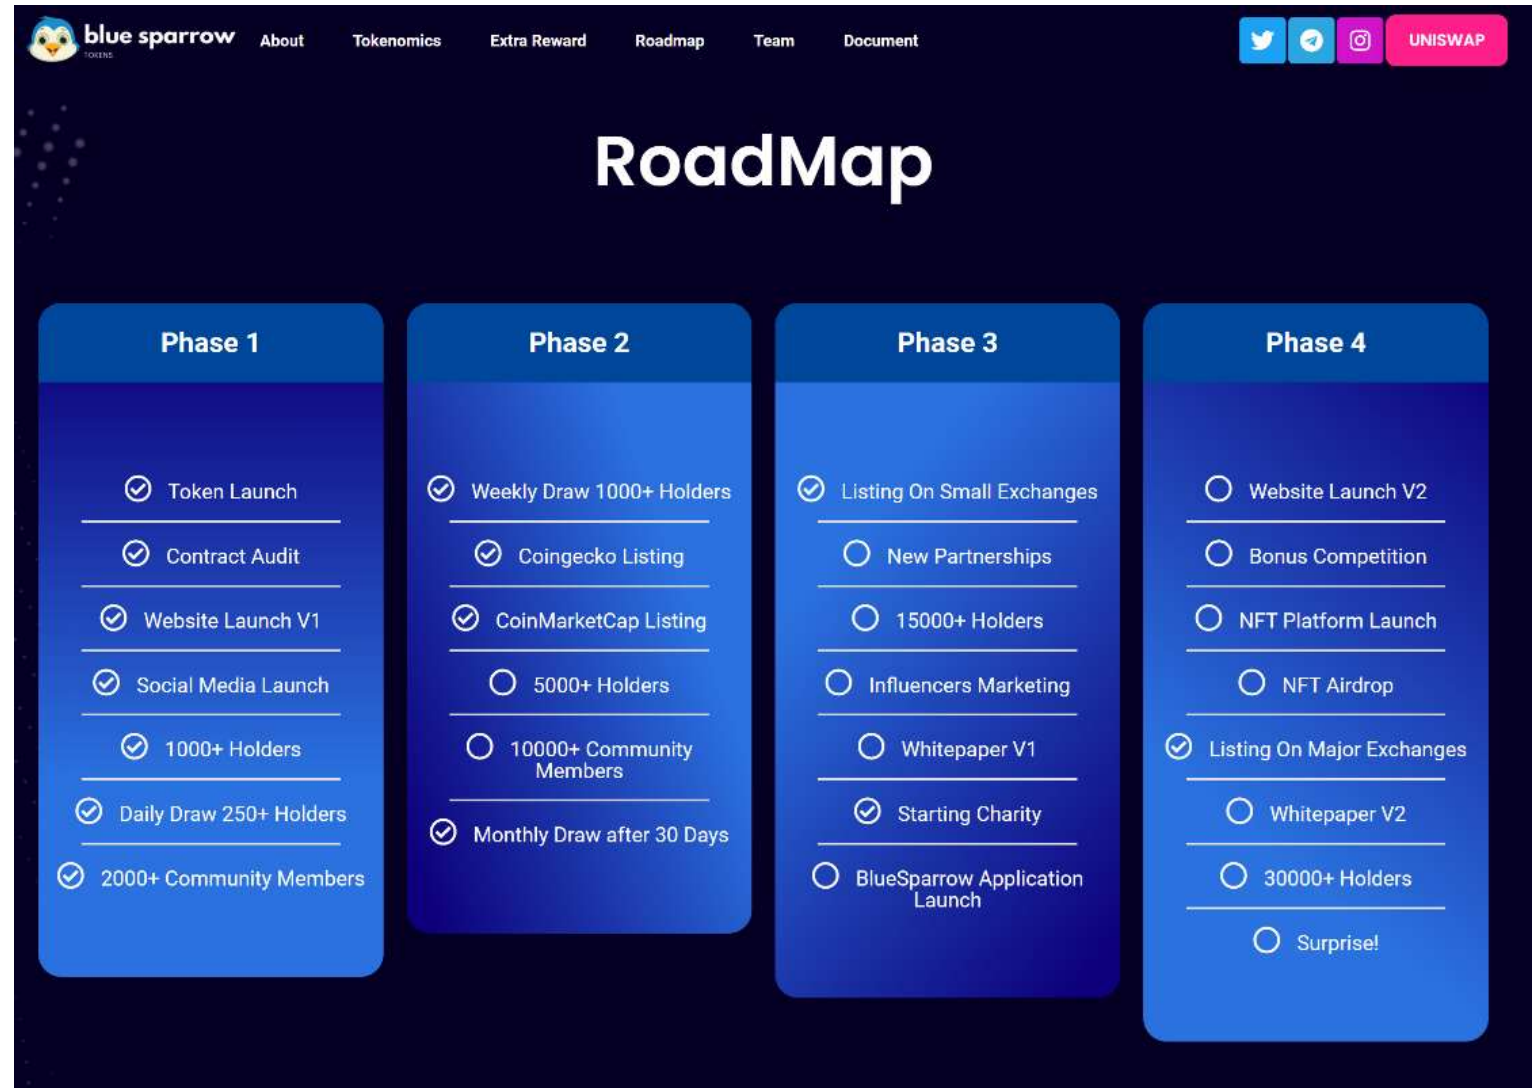 blue sparrow
TOKENS
About
Tokenomics
Extra Reward
Roadmap
Team
Document
UNISWAP
RoadMap
Phase 1
Token Launch
Contract Audit
Website Launch V1
Social Media Launch
1000+ Holders
Daily Draw 250+ Holders
2000+ Community Members
Phase 2
Weekly Draw 1000+ Holders
Coingecko Listing
CoinMarketCap Listing
5000+ Holders
10000+ Community
Members
Monthly Draw after 30 Days
Phase 3
Listing On Small Exchanges
New Partnerships
15000+ Holders
Influencers Marketing
Whitepaper V1
Starting Charity
BlueSparrow Application
Launch
Phase 4
Website Launch V2
Bonus Competition
NFT Platform Launch
NFT Airdrop
Listing On Major Exchanges
Whitepaper V2
30000+ Holders
Surprise!